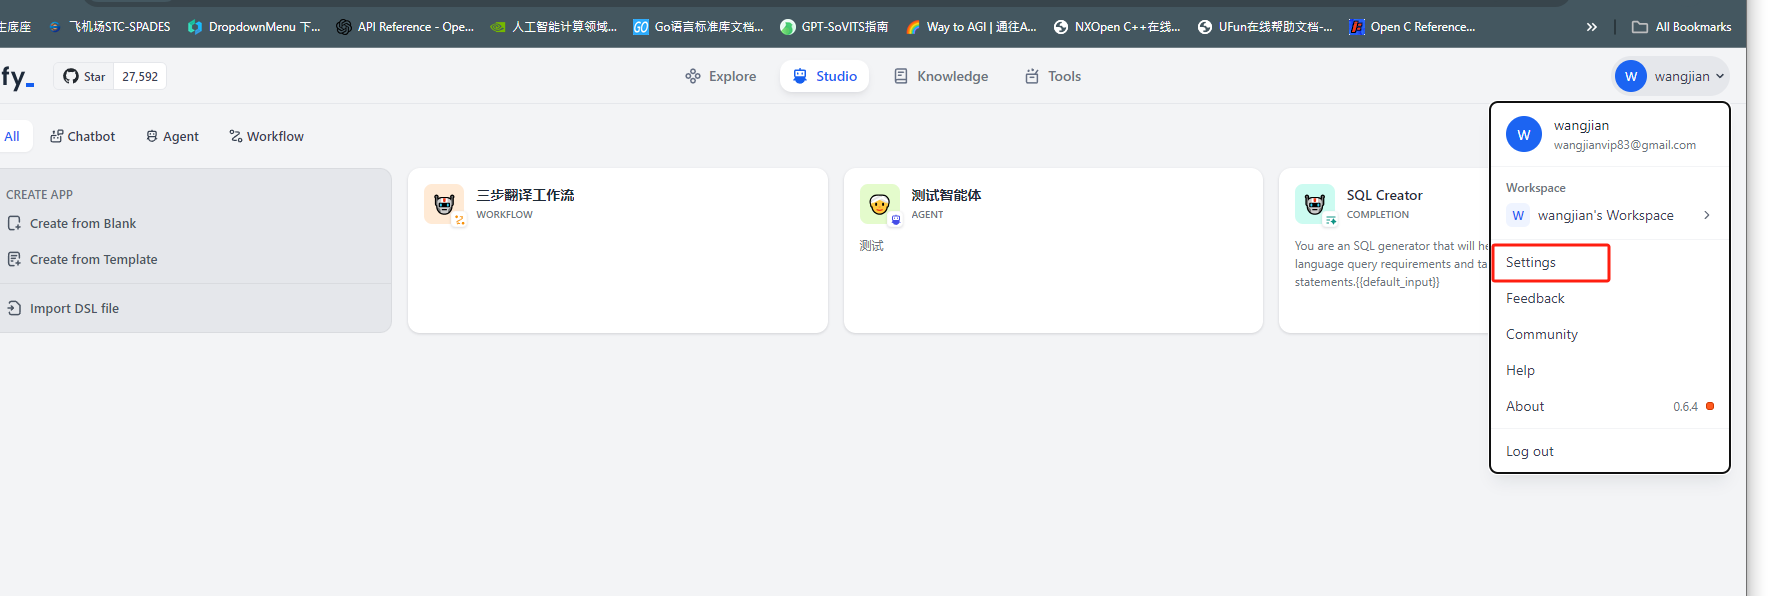 主底座 飞机场STC-SPADES DropdownMenu 下... API Reference - Ope... 人工智能计算领域... Go语言标准库文档... GPT-SoVITS指南 Way to AGI | 通往A... NXOpen C++在线... UFun在线帮助文档-... Open C Reference... » All Bookmarks
fy_ Star 27,592 Explore Studio Knowledge Tools W wangjian
All Chatbot Agent Workflow
CREATE APP
Create from Blank
Create from Template
Import DSL file
三步翻译工作流
WORKFLOW
测试智能体
AGENT
测试
SQL Creator
COMPLETION
You are an SQL generator that will he
language query requirements and ta
statements.{{default_input}}
W wangjian
wangjianvip83@gmail.com
Workspace
W wangjian's Workspace
Settings
Feedback
Community
Help
About 0.6.4
Log out